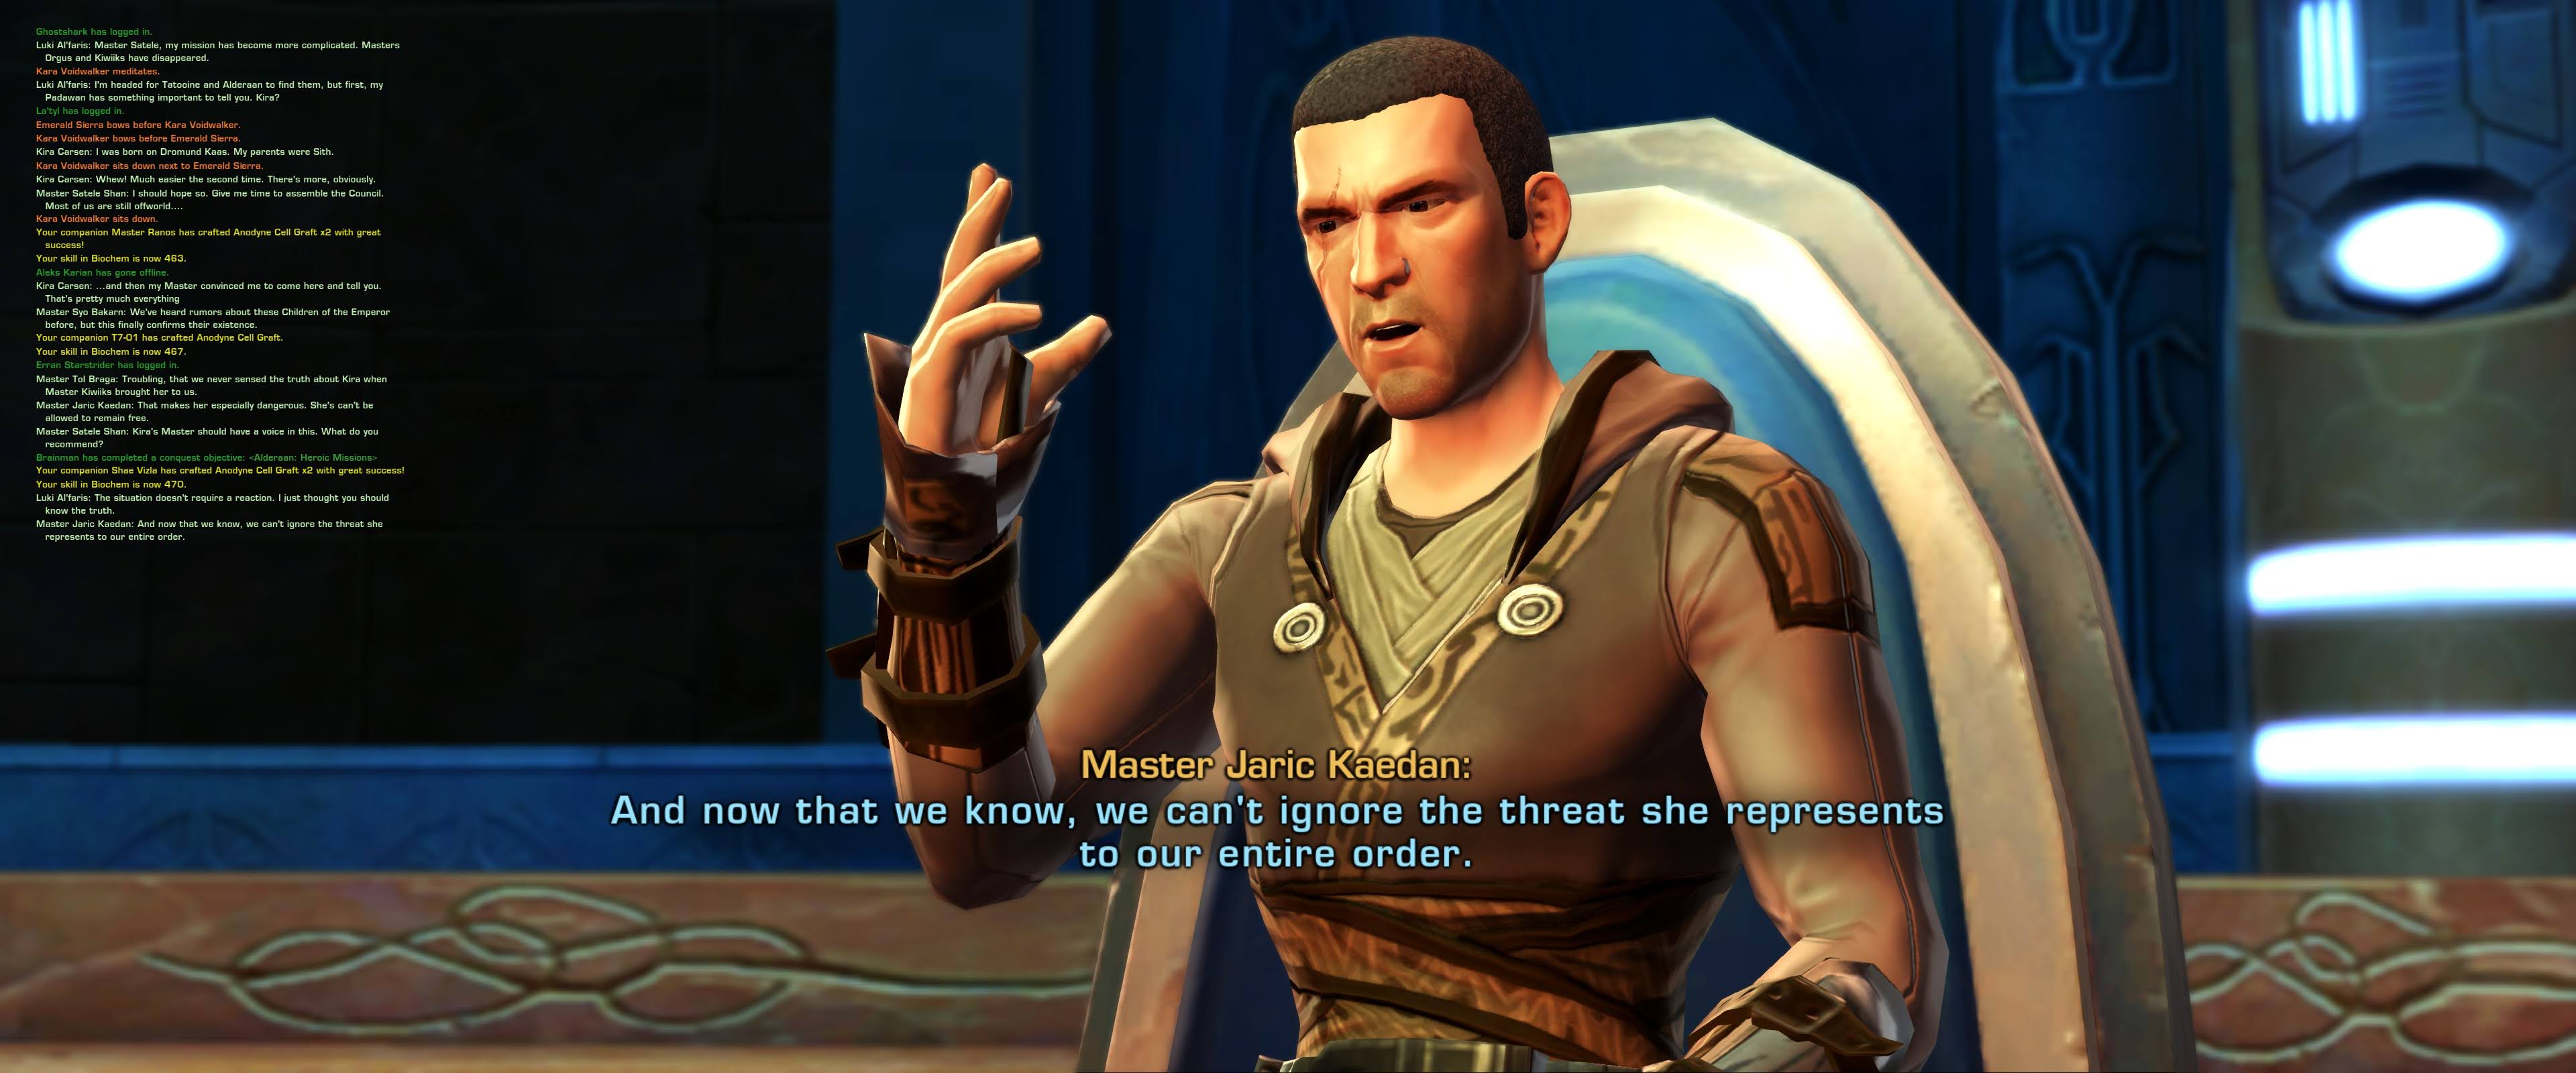 Ghostshark has logged in.
Luki Al'faris: Master Satele, my mission has become more complicated. Masters
Orgus and Kiwiiks have disappeared.
Kara Voidwalker meditates.
Luki Al'faris: I'm headed for Tatooine and Alderaan to find them, but first, my
Padawan has something important to tell you. Kira?
La'tyl has logged in.
Emerald Sierra bows before Kara Voidwalker.
Kara Voidwalker bows before Emerald Sierra.
Kira Carsen: I was born on Dromund Kaas. My parents were Sith.
Kara Voidwalker sits down next to Emerald Sierra.
Kira Carsen: Whew! Much easier the second time. There's more, obviously.
Master Satele Shan: I should hope so. Give me time to assemble the Council.
Most of us are still offworld....
Kara Voidwalker sits down.
Your companion Master Ranos has crafted Anodyne Cell Graft x2 with great
success!
Your skill in Biochem is now 463.
Aleks Karian has gone offline.
Kira Carsen: ...and then my Master convinced me to come here and tell you.
That's pretty much everything
Master Syo Bakarn: We've heard rumors about these Children of the Emperor
before, but this finally confirms their existence.
Your companion T7-O1 has crafted Anodyne Cell Graft.
Your skill in Biochem is now 467.
Erran Starstrider has logged in.
Master Tol Braga: Troubling, that we never sensed the truth about Kira when
Master Kiwiiks brought her to us.
Master Jaric Kaedan: That makes her especially dangerous. She's can't be
allowed to remain free.
Master Satele Shan: Kira's Master should have a voice in this. What do you
recommend?
Brainman has completed a conquest objective: <Alderaan: Heroic Missions>
Your companion Shae Vizla has crafted Anodyne Cell Graft x2 with great success!
Your skill in Biochem is now 470.
Luki Al'faris: The situation doesn't require a reaction. I just thought you should
know the truth.
Master Jaric Kaedan: And now that we know, we can't ignore the threat she
represents to our entire order.
Master Jaric Kaedan:
And now that we know, we can't ignore the threat she represents
to our entire order.